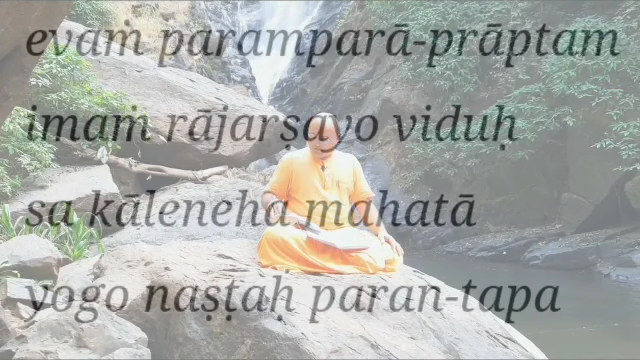 evaṁ paramparā-prāptam
imaṁ rājarṣayo viduḥ
sa kāleneha mahatā
yogo naṣṭaḥ paran-tapa